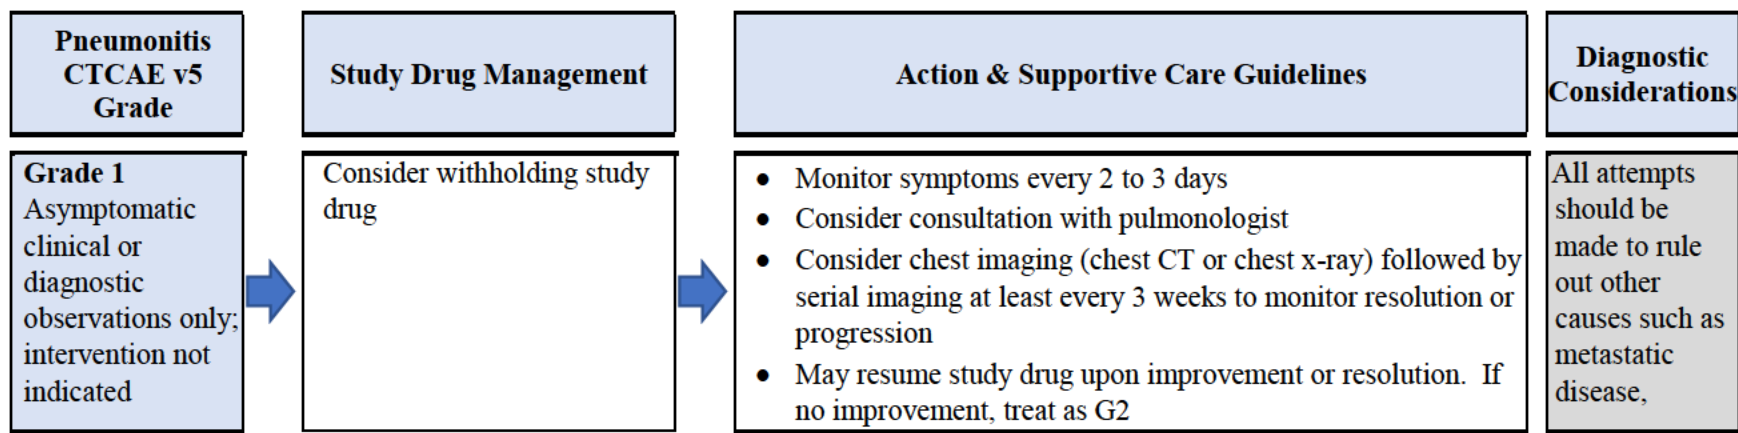 Pneumonitis
CTCAE v5
Grade
Study Drug Management
Action & Supportive Care Guidelines
Diagnostic
Considerations
Grade 1
Asymptomatic
clinical or
diagnostic
observations only;
intervention not
indicated
Consider withholding study
drug
● Monitor symptoms every 2 to 3 days
● Consider consultation with pulmonologist
● Consider chest imaging (chest CT or chest x-ray) followed by
serial imaging at least every 3 weeks to monitor resolution or
progression
● May resume study drug upon improvement or resolution.  If
no improvement, treat as G2
All attempts
should be
made to rule
out other
causes such as
metastatic
disease,